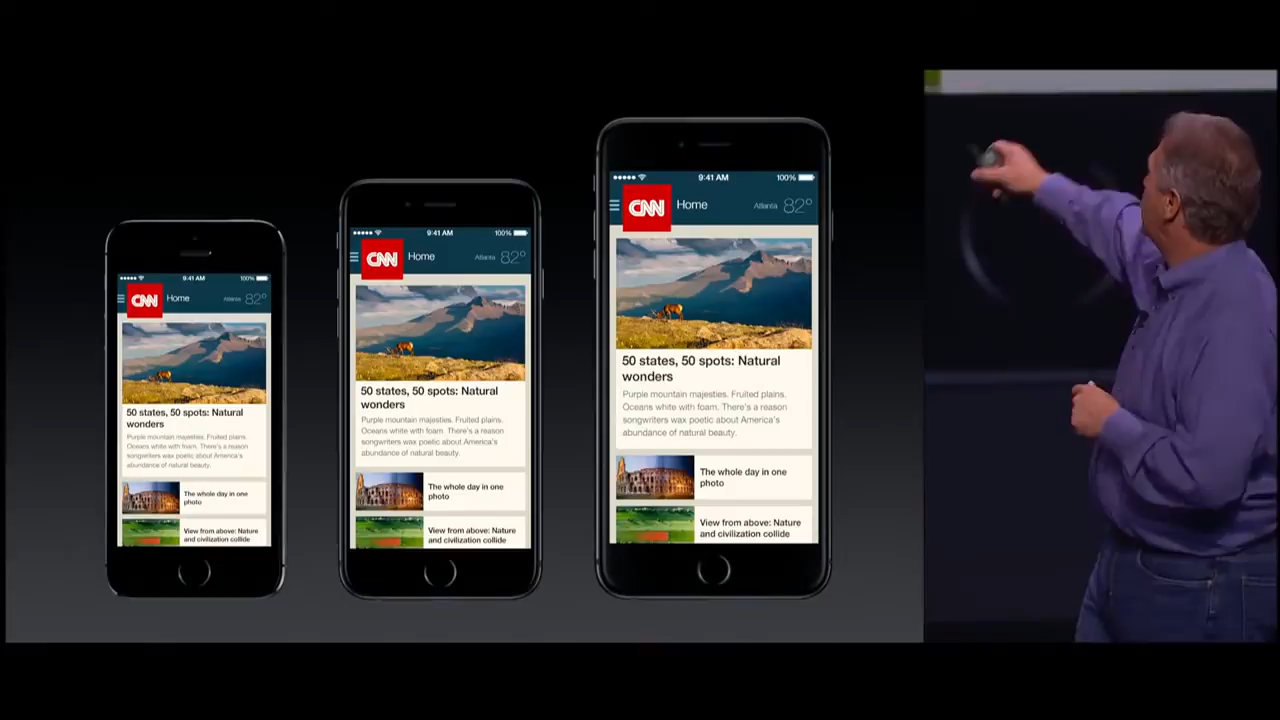 9:41 AM 100%
CNN Home Atlanta 82°
50 states, 50 spots: Natural
wonders
Purple mountain majesties. Fruited plains.
Oceans white with foam. There's a reason
songwriters wax poetic about America's
abundance of natural beauty.
The whole day in one
photo
View from above: Nature
and civilization collide
9:41 AM 100%
CNN Home Atlanta 82°
50 states, 50 spots: Natural
wonders
Purple mountain majesties. Fruited plains.
Oceans white with foam. There's a reason
songwriters wax poetic about America's
abundance of natural beauty.
The whole day in one
photo
View from above: Nature
and civilization collide
9:41 AM 100%
CNN Home Atlanta 82°
50 states, 50 spots: Natural
wonders
Purple mountain majesties. Fruited plains.
Oceans white with foam. There's a reason
songwriters wax poetic about America's
abundance of natural beauty.
The whole day in one
photo
View from above: Nature
and civilization collide